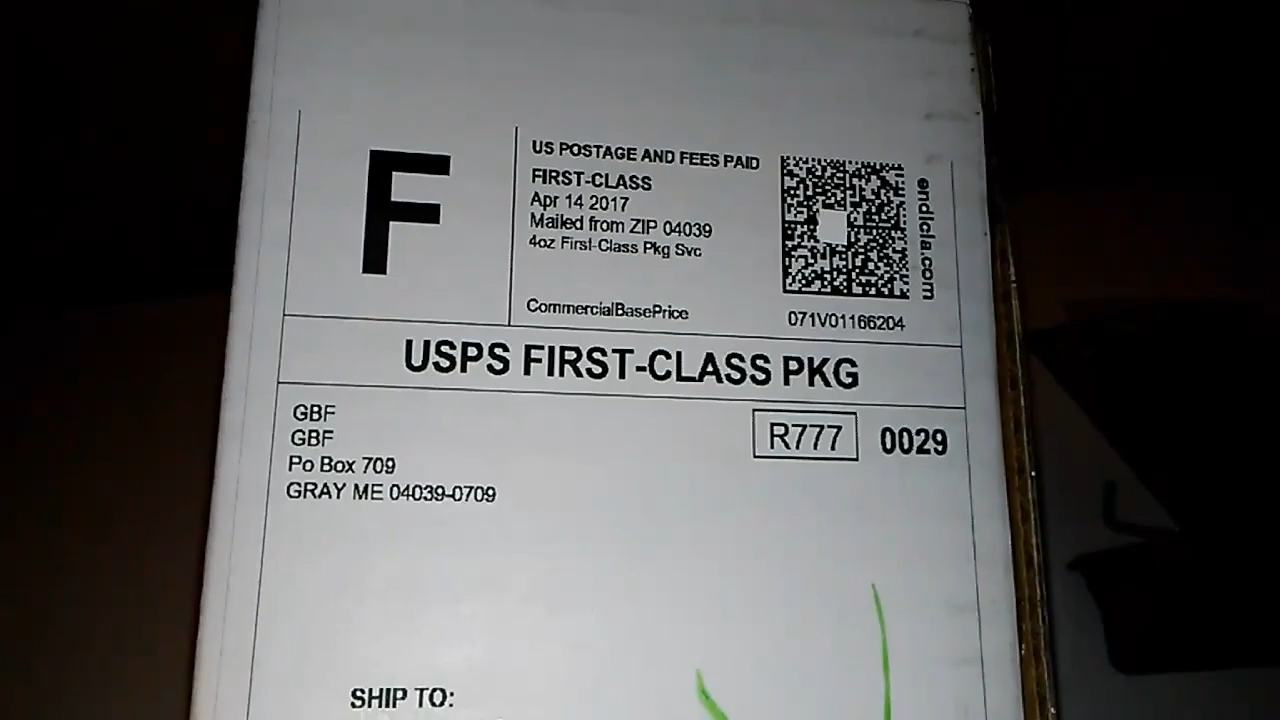 F
US POSTAGE AND FEES PAID
FIRST-CLASS
Apr 14 2017
Mailed from ZIP 04039
4oz First-Class Pkg Svc
CommercialBasePrice
endicia.com
071V01166204
USPS FIRST-CLASS PKG
GBF
GBF
Po Box 709
GRAY ME 04039-0709
R777
0029
SHIP TO: